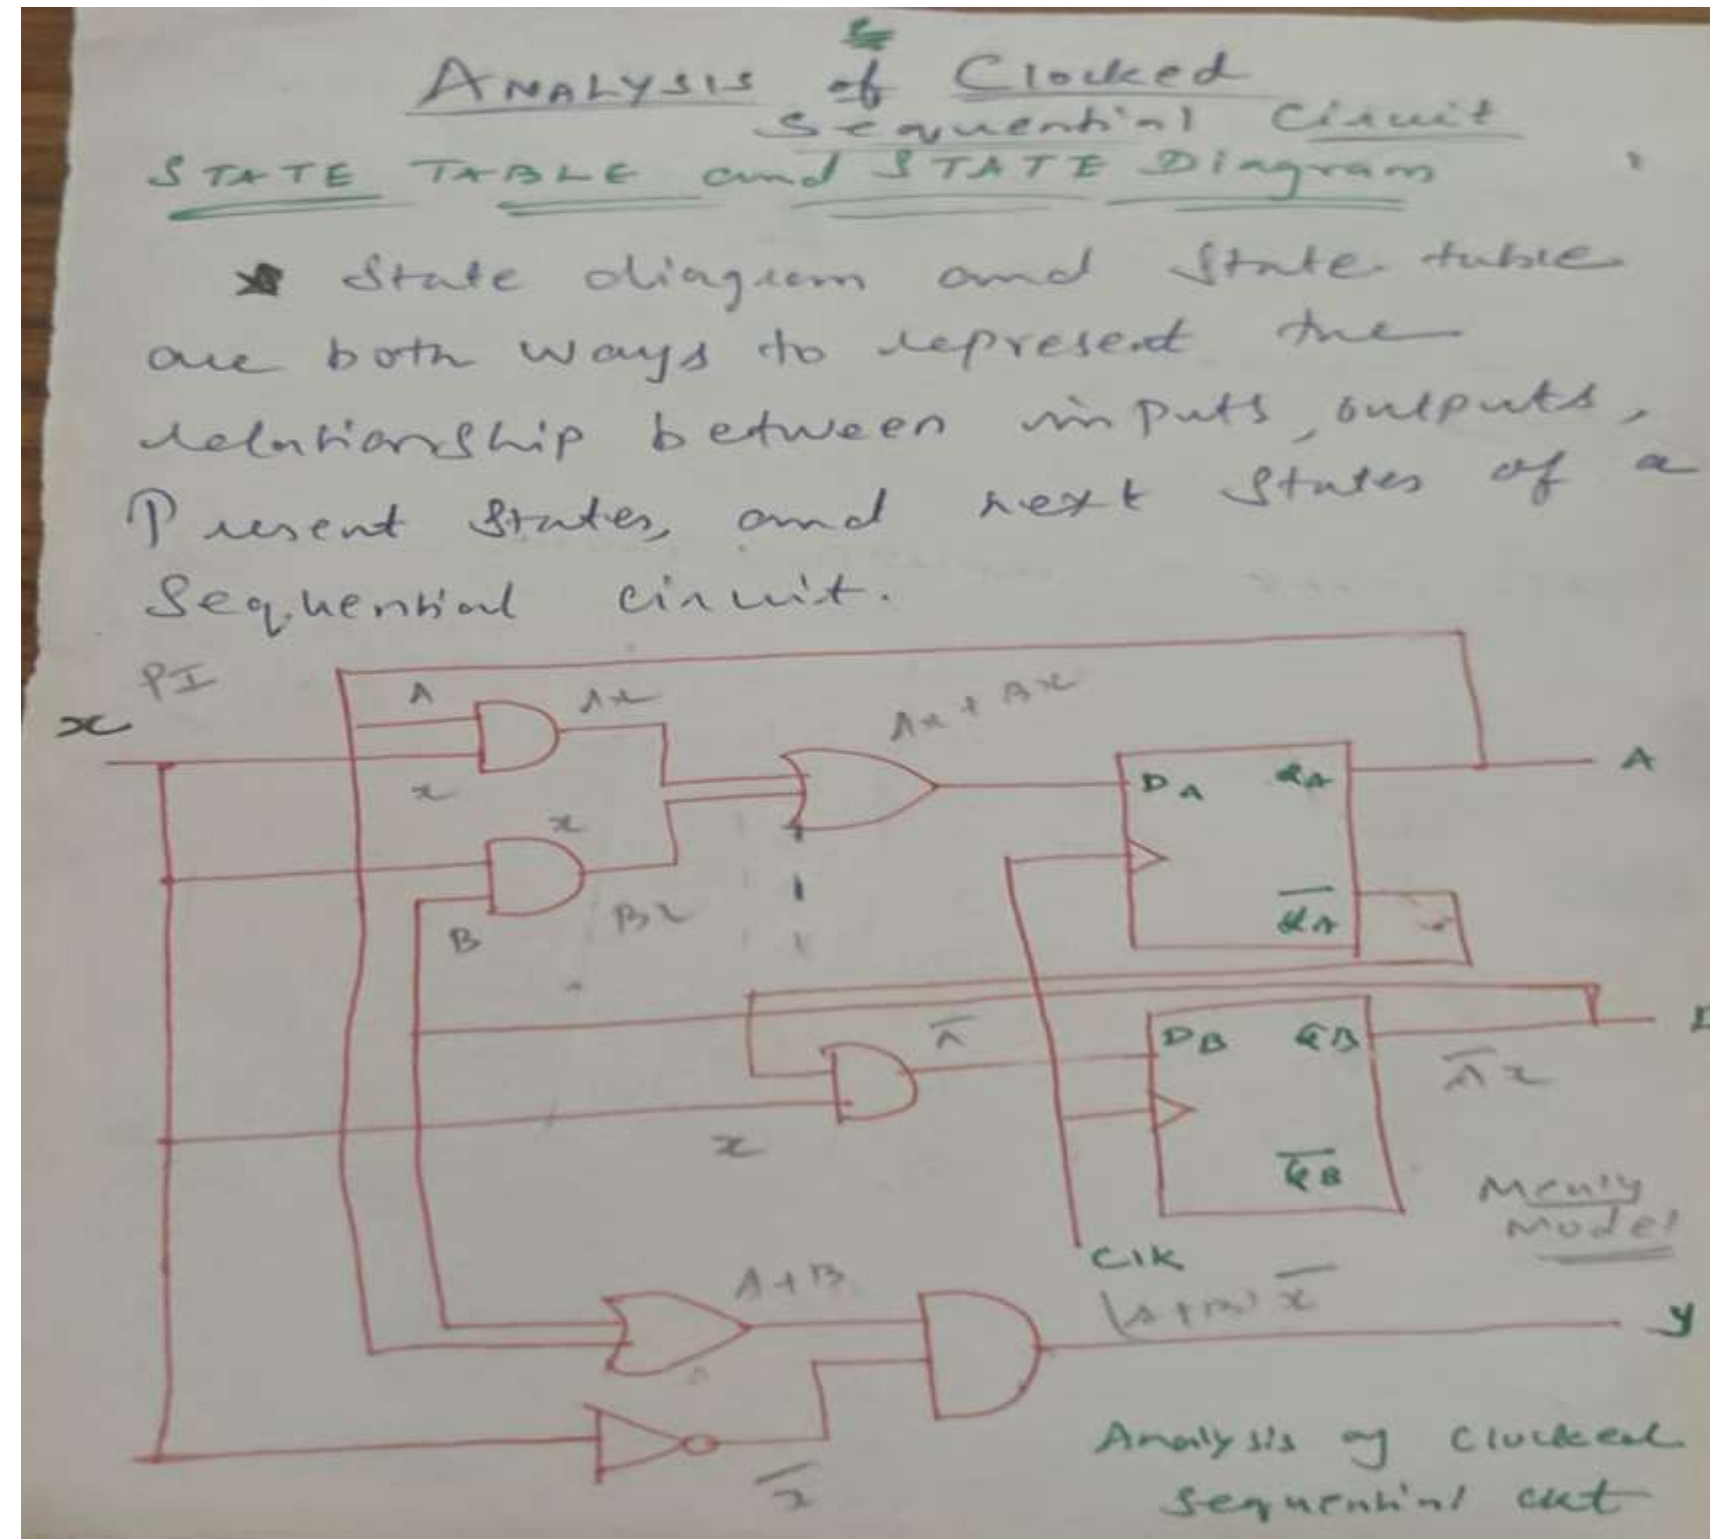 ANALYSIS of Clocked
Sequential Circuit
STATE TABLE and STATE Diagram
* State diagram and State table
are both ways to represent the
relationship between inputs, outputs,
Present States, and next States of a
Sequential circuit.
PI
x
A
Ax
Ax + Bx
x
DA
QA
A
x
B
Bx
Q̅A̅
A̅
DB
QB
A̅x
x
Q̅B̅
Mealy
Model
Clk
A+B
(A+B) x̅
y
x̅
Analysis of Clocked
Sequential ckt